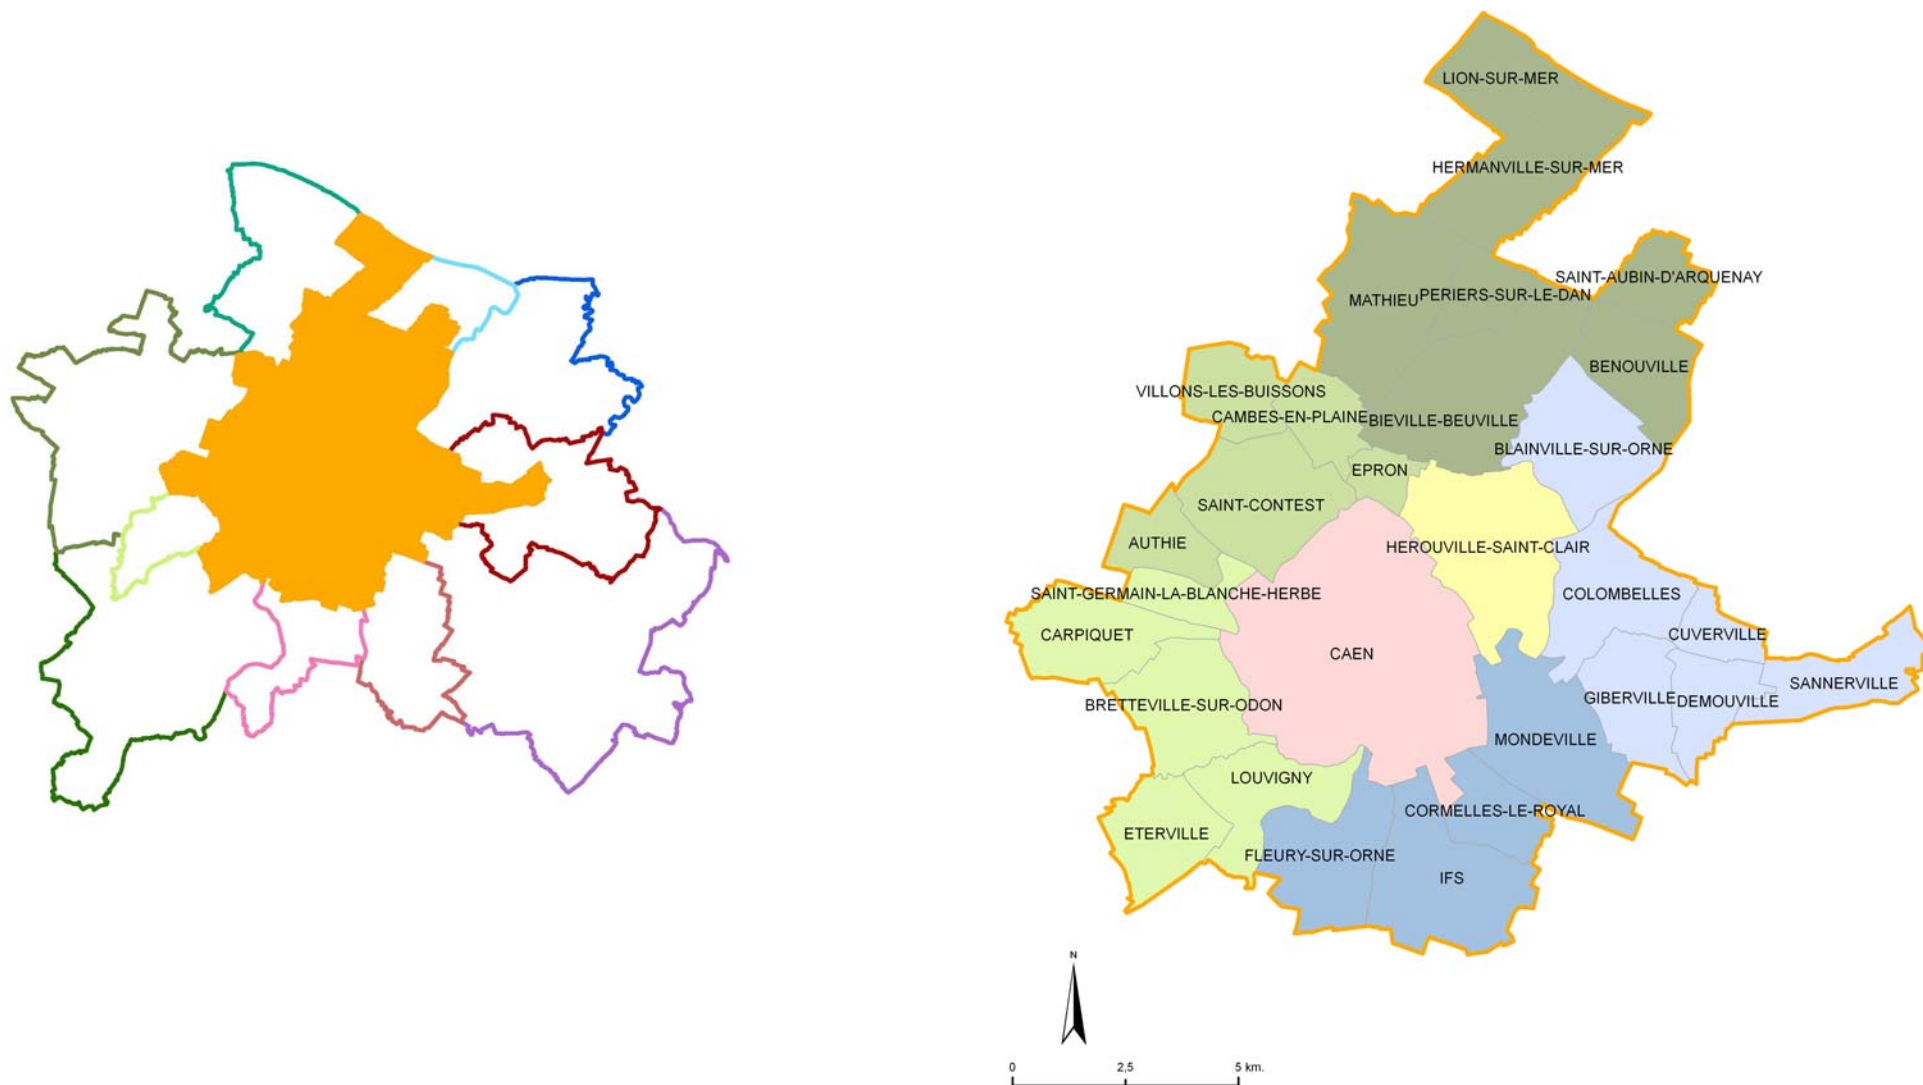 LION-SUR-MER
HERMANVILLE-SUR-MER
SAINT-AUBIN-D'ARQUENAY
MATHIEU
PERIERS-SUR-LE-DAN
BENOUVILLE
VILLONS-LES-BUISSONS
CAMBES-EN-PLAINE
BIEVILLE-BEUVILLE
BLAINVILLE-SUR-ORNE
EPRON
SAINT-CONTEST
AUTHIE
HEROUVILLE-SAINT-CLAIR
SAINT-GERMAIN-LA-BLANCHE-HERBE
COLOMBELLES
CARPIQUET
CUVERVILLE
CAEN
SANNERVILLE
GIBERVILLE
DEMOUVILLE
BRETTEVILLE-SUR-ODON
MONDEVILLE
LOUVIGNY
CORMELLES-LE-ROYAL
ETERVILLE
FLEURY-SUR-ORNE
IFS
N
0 2,5 5 km.